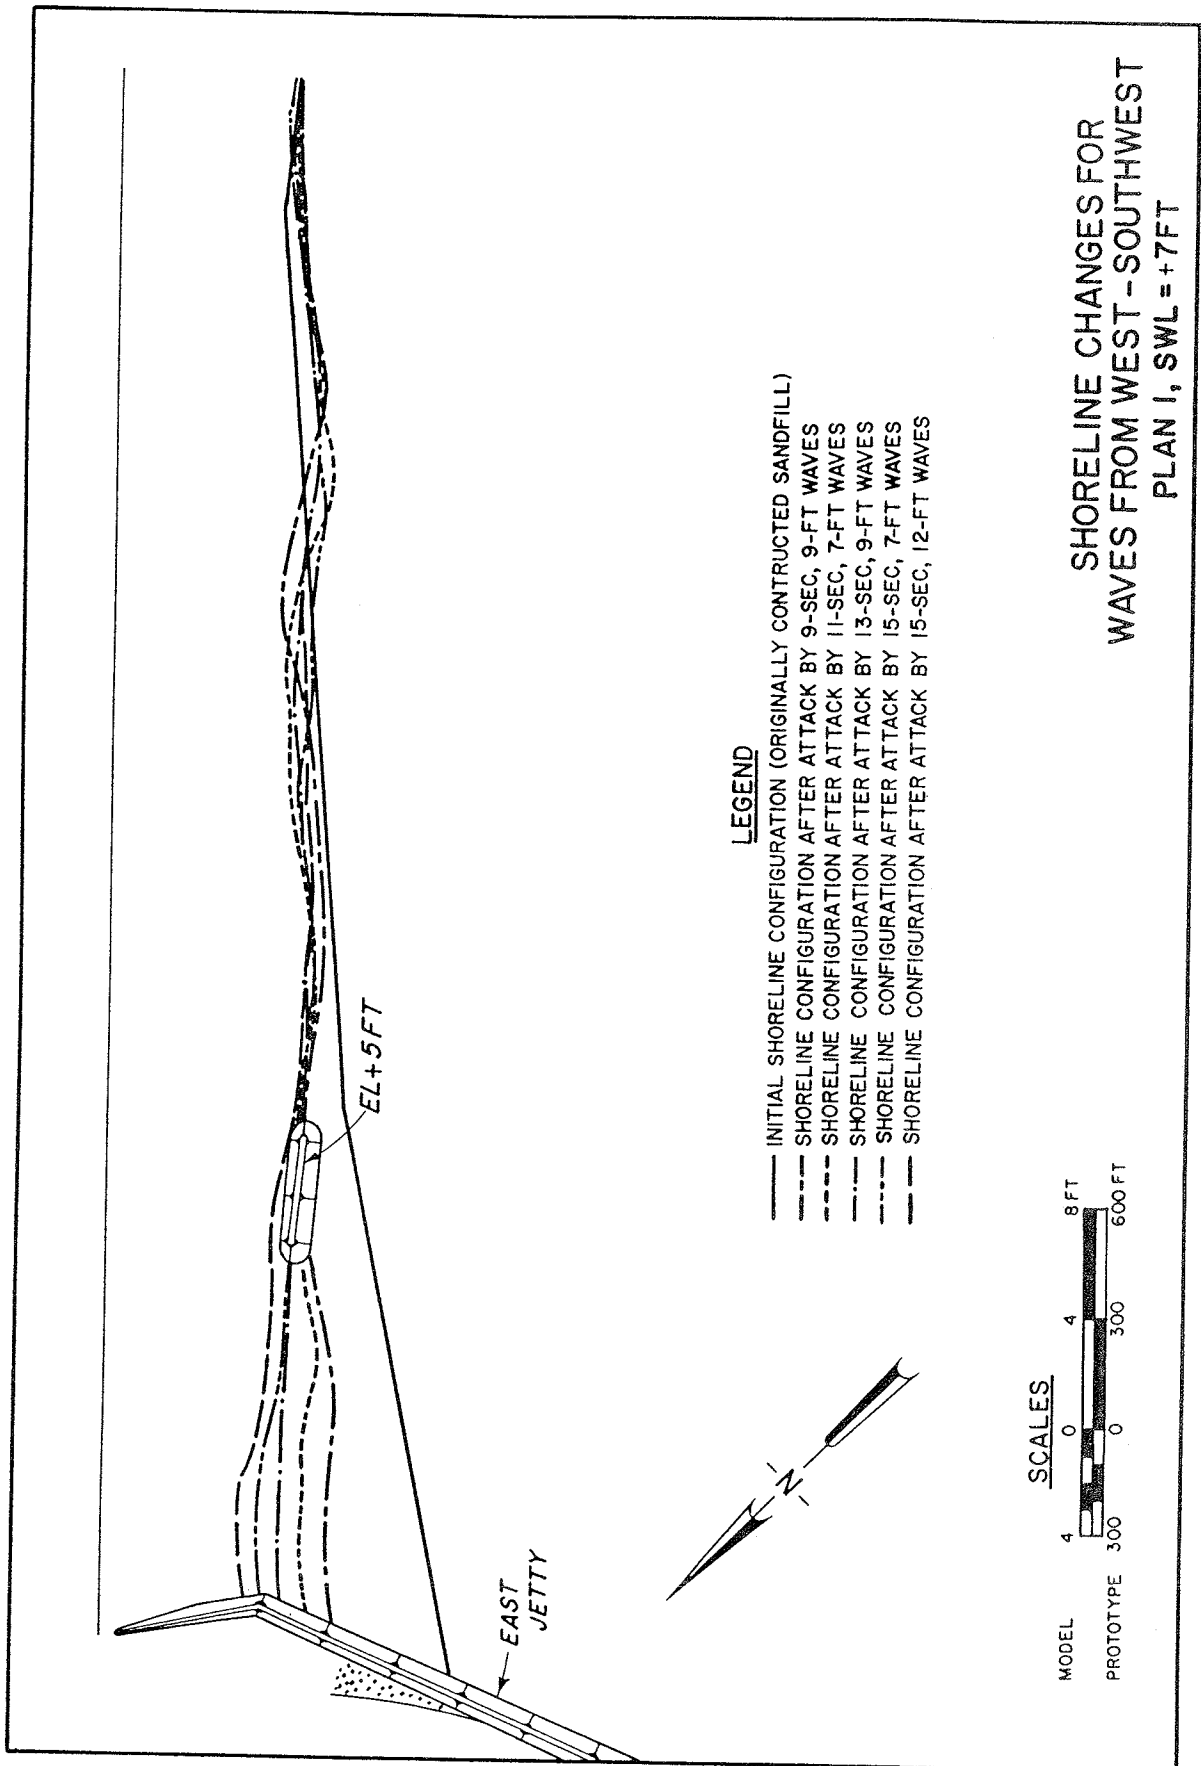 EL+5FT
EAST
JETTY
N
LEGEND
INITIAL SHORELINE CONFIGURATION (ORIGINALLY CONTRUCTED SANDFILL)
SHORELINE CONFIGURATION AFTER ATTACK BY 9-SEC, 9-FT WAVES
SHORELINE CONFIGURATION AFTER ATTACK BY 11-SEC, 7-FT WAVES
SHORELINE CONFIGURATION AFTER ATTACK BY 13-SEC, 9-FT WAVES
SHORELINE CONFIGURATION AFTER ATTACK BY 15-SEC, 7-FT WAVES
SHORELINE CONFIGURATION AFTER ATTACK BY 15-SEC, 12-FT WAVES
SCALES
MODEL 4 0 4 8 FT
PROTOTYPE 300 0 300 600 FT
SHORELINE CHANGES FOR
WAVES FROM WEST-SOUTHWEST
PLAN 1, SWL = +7FT